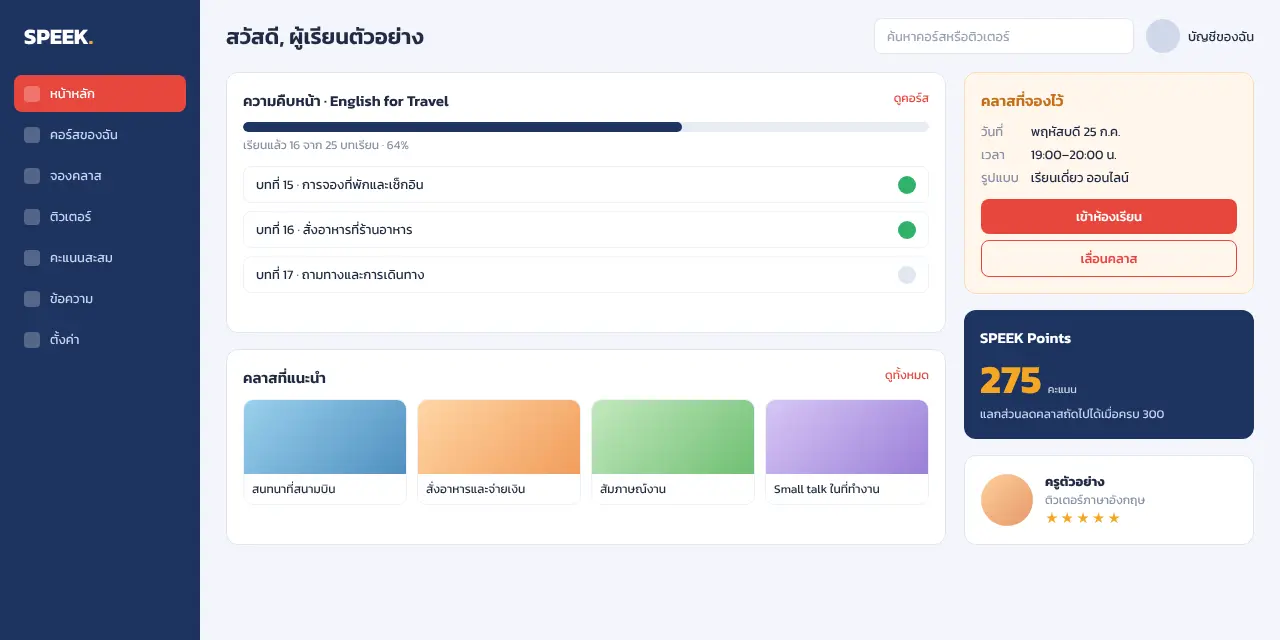 SPEEK.
หน้าหลัก
คอร์สของฉัน
จองคลาส
ติวเตอร์
คะแนนสะสม
ข้อความ
ตั้งค่า
สวัสดี, ผู้เรียนตัวอย่าง
ค้นหาคอร์สหรือติวเตอร์
บัญชีของฉัน
ความคืบหน้า · English for Travel
ดูคอร์ส
เรียนแล้ว 16 จาก 25 บทเรียน · 64%
บทที่ 15 · การจองที่พักและเช็กอิน
บทที่ 16 · สั่งอาหารที่ร้านอาหาร
บทที่ 17 · ถามทางและการเดินทาง
คลาสที่แนะนำ
ดูทั้งหมด
สนทนาที่สนามบิน
สั่งอาหารและจ่ายเงิน
สัมภาษณ์งาน
Small talk ในที่ทำงาน
คลาสที่จองไว้
วันที่ พฤหัสบดี 25 ก.ค.
เวลา 19:00–20:00 น.
รูปแบบ เรียนเดี่ยว ออนไลน์
เข้าห้องเรียน
เลื่อนคลาส
SPEEK Points
275 คะแนน
แลกส่วนลดคลาสถัดไปได้เมื่อครบ 300
ครูตัวอย่าง
ติวเตอร์ภาษาอังกฤษ
★★★★★